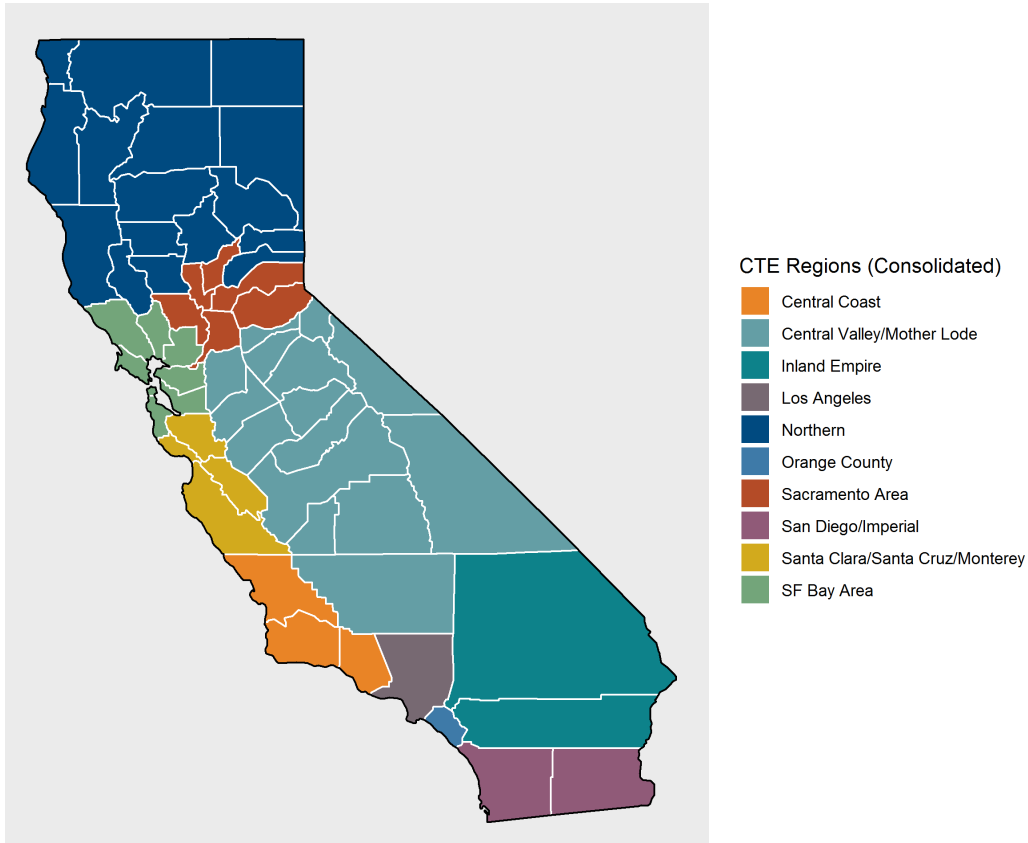 CTE Regions (Consolidated)
Central Coast
Central Valley/Mother Lode
Inland Empire
Los Angeles
Northern
Orange County
Sacramento Area
San Diego/Imperial
Santa Clara/Santa Cruz/Monterey
SF Bay Area